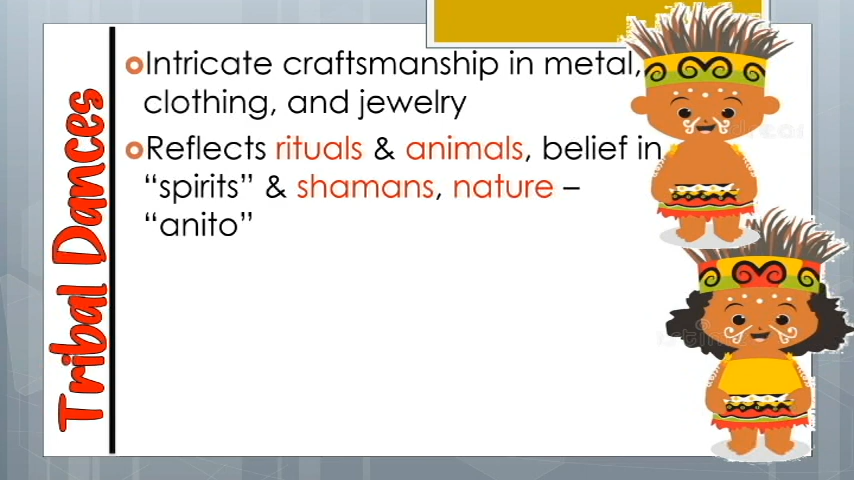 Tribal Dances
Intricate craftsmanship in metal,
clothing, and jewelry
Reflects rituals & animals, belief in
“spirits” & shamans, nature –
“anito”